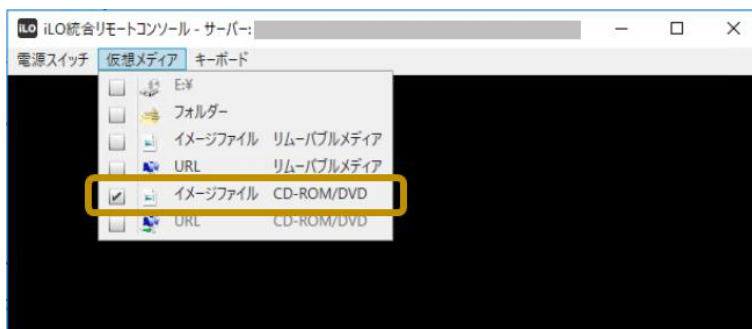 iLO iLO統合リモートコンソール - サーバー:
電源スイッチ 仮想メディア キーボード
E:¥
フォルダー
イメージファイル リムーバブルメディア
URL リムーバブルメディア
イメージファイル CD-ROM/DVD
URL CD-ROM/DVD